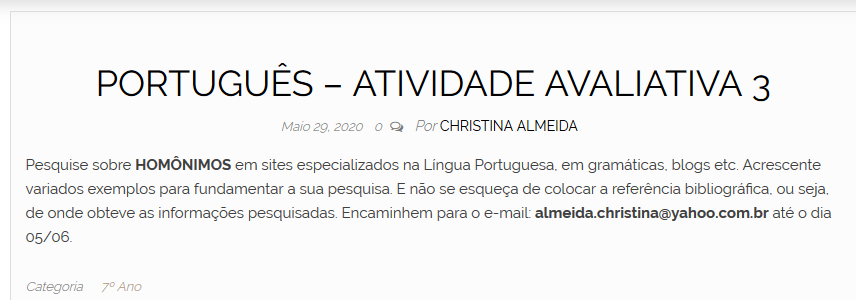 PORTUGUÊS – ATIVIDADE AVALIATIVA 3
Maio 29, 2020 0 Por CHRISTINA ALMEIDA
Pesquise sobre HOMÔNIMOS em sites especializados na Língua Portuguesa, em gramáticas, blogs etc. Acrescente
variados exemplos para fundamentar a sua pesquisa. E não se esqueça de colocar a referência bibliográfica, ou seja,
de onde obteve as informações pesquisadas. Encaminhem para o e-mail: almeida.christina@yahoo.com.br até o dia
05/06.
Categoria 7º Ano